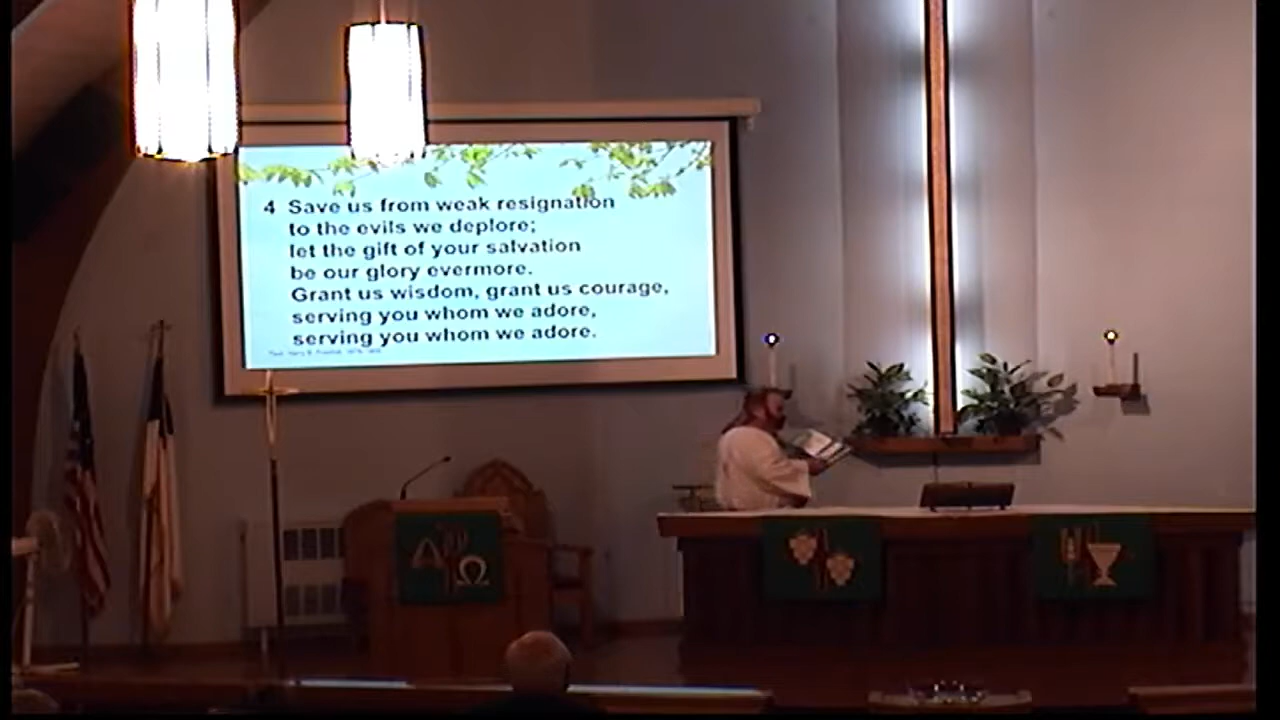 4 Save us from weak resignation
to the evils we deplore;
let the gift of your salvation
be our glory evermore.
Grant us wisdom, grant us courage,
serving you whom we adore,
serving you whom we adore.
Α Ω